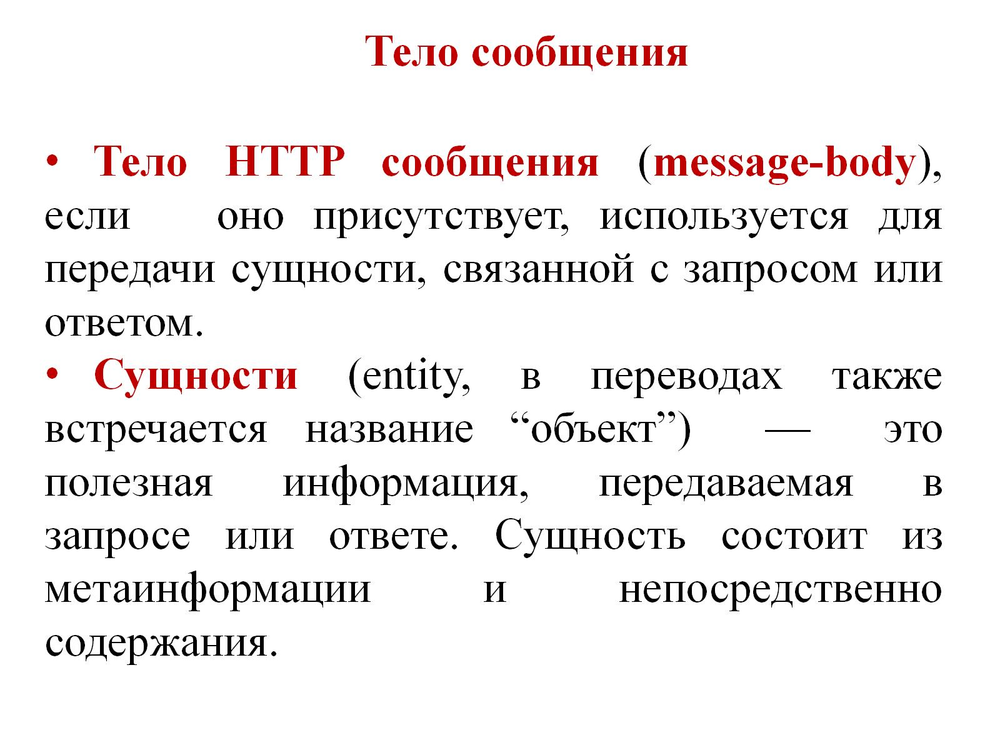 Тело сообщения
• Тело HTTP сообщения (message-body),
если оно присутствует, используется для
передачи сущности, связанной с запросом или
ответом.
• Сущности (entity, в переводах также
встречается название “объект”) — это
полезная информация, передаваемая в
запросе или ответе. Сущность состоит из
метаинформации и непосредственно
содержания.